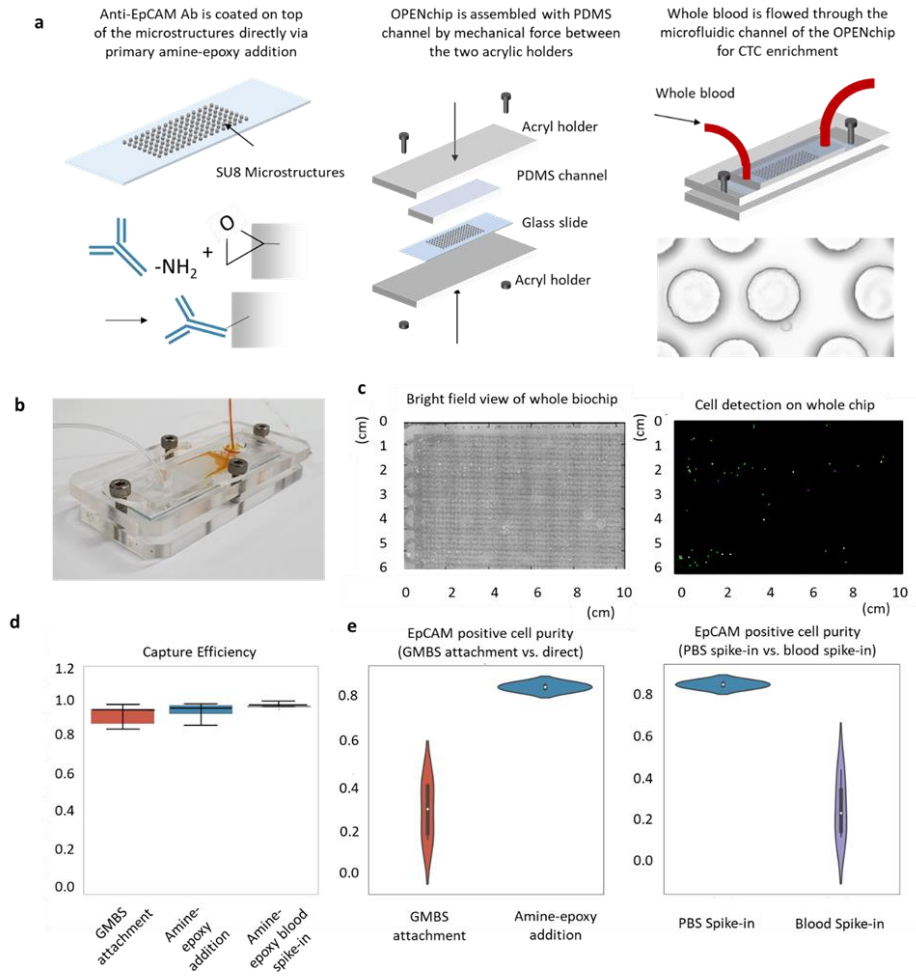 a
Anti-EpCAM Ab is coated on top
of the microstructures directly via
primary amine-epoxy addition
SU8 Microstructures
O
-NH2
+
OPENchip is assembled with PDMS
channel by mechanical force between
the two acrylic holders
Acryl holder
PDMS channel
Glass slide
Acryl holder
Whole blood is flowed through the
microfluidic channel of the OPENchip
for CTC enrichment
Whole blood
b
c
Bright field view of whole biochip
(cm)
0
1
2
3
4
5
6
0 2 4 6 8 10
(cm)
Cell detection on whole chip
(cm)
0
1
2
3
4
5
6
0 2 4 6 8 10
(cm)
d
Capture Efficiency
1.2
1.0
0.8
0.6
0.4
0.2
0.0
GMBS
attachment
Amine-
epoxy
addition
Amine-
epoxy blood
spike-in
e
EpCAM positive cell purity
(GMBS attachment vs. direct)
0.8
0.6
0.4
0.2
0.0
GMBS
attachment
Amine-epoxy
addition
EpCAM positive cell purity
(PBS spike-in vs. blood spike-in)
0.8
0.6
0.4
0.2
0.0
PBS Spike-in
Blood Spike-in